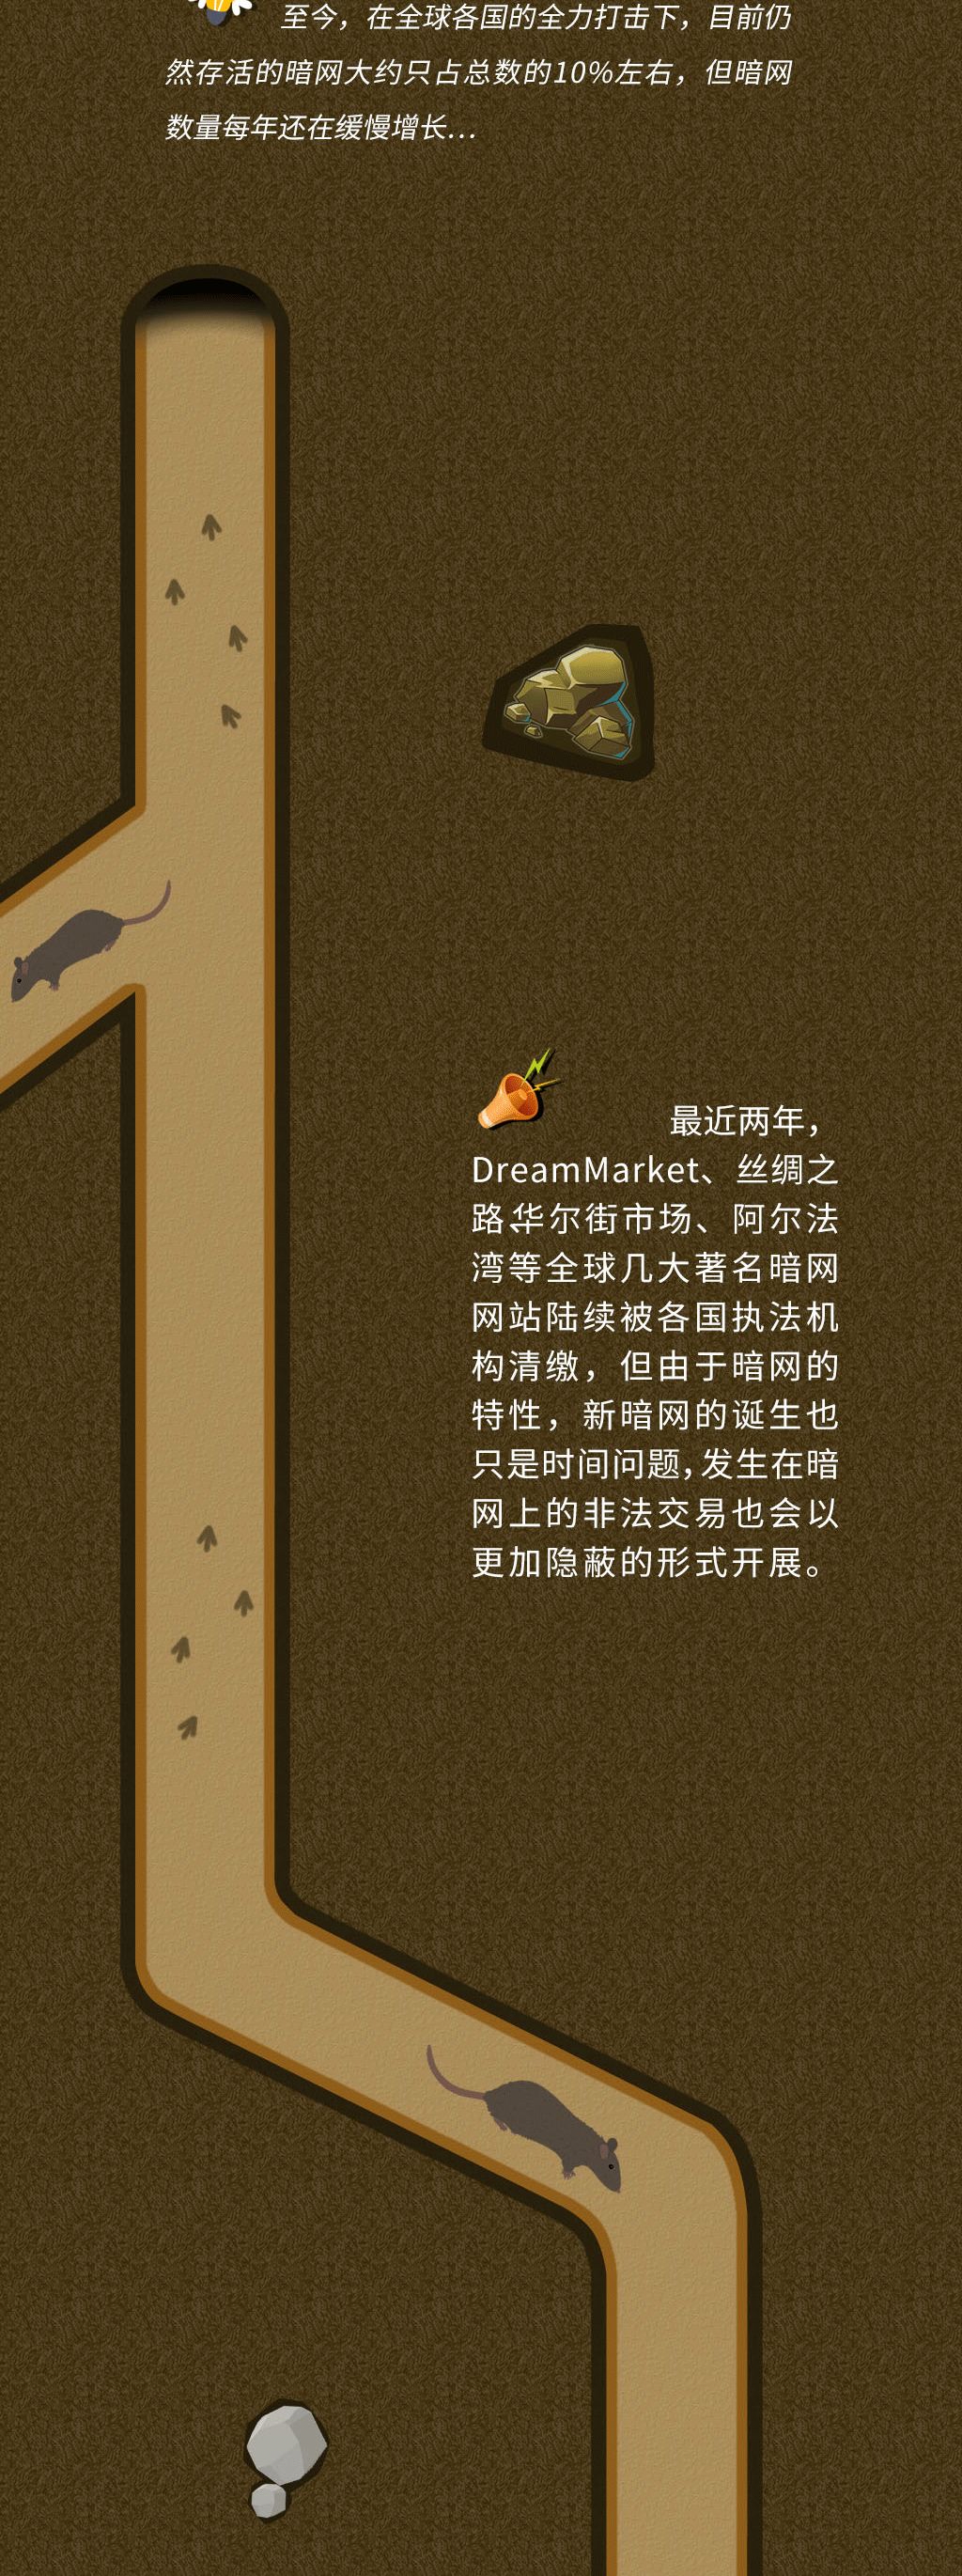 至今，在全球各国的全力打击下，目前仍
然存活的暗网大约只占总数的10%左右，但暗网
数量每年还在缓慢增长...
最近两年，
DreamMarket、丝绸之
路、华尔街市场、阿尔法
湾等全球几大著名暗网
网站陆续被各国执法机
构清缴，但由于暗网的
特性，新暗网的诞生也
只是时间问题，发生在暗
网上的非法交易也会以
更加隐蔽的形式开展。